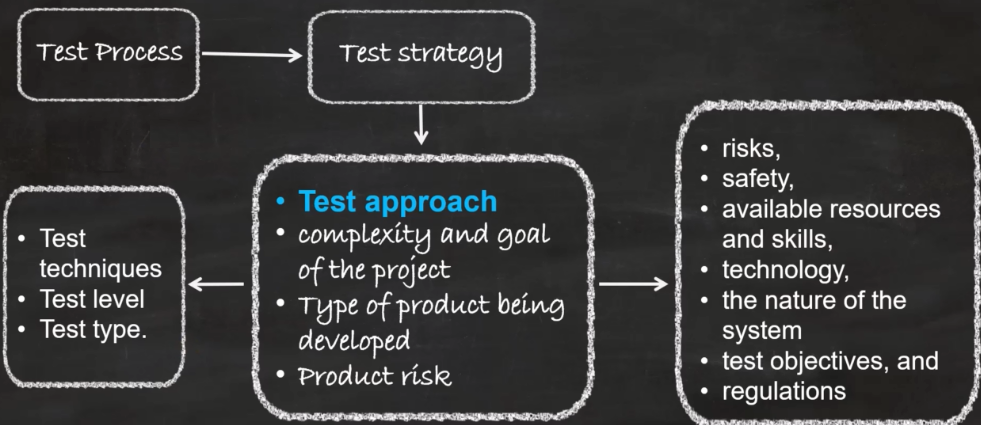 Test Process
Test strategy
• Test approach
• complexity and goal
of the project
• Type of product being
developed
• Product risk
• Test
techniques
• Test level
• Test type.
• risks,
• safety,
• available resources
and skills,
• technology,
• the nature of the
system
• test objectives, and
• regulations